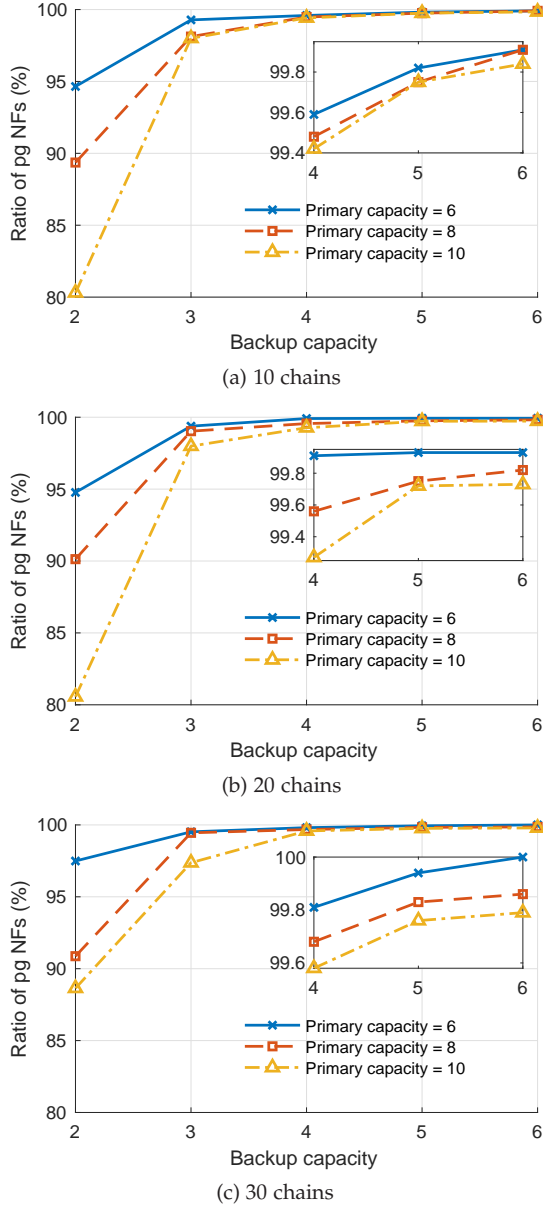 100
95
90
85
80
Ratio of pg NFs (%)
99.8
99.6
99.4
4 5 6
Primary capacity = 6
Primary capacity = 8
Primary capacity = 10
2 3 4 5 6
Backup capacity
(a) 10 chains
100
95
90
85
80
Ratio of pg NFs (%)
99.8
99.6
99.4
4 5 6
Primary capacity = 6
Primary capacity = 8
Primary capacity = 10
2 3 4 5 6
Backup capacity
(b) 20 chains
100
95
90
85
80
Ratio of pg NFs (%)
100
99.8
99.6
4 5 6
Primary capacity = 6
Primary capacity = 8
Primary capacity = 10
2 3 4 5 6
Backup capacity
(c) 30 chains